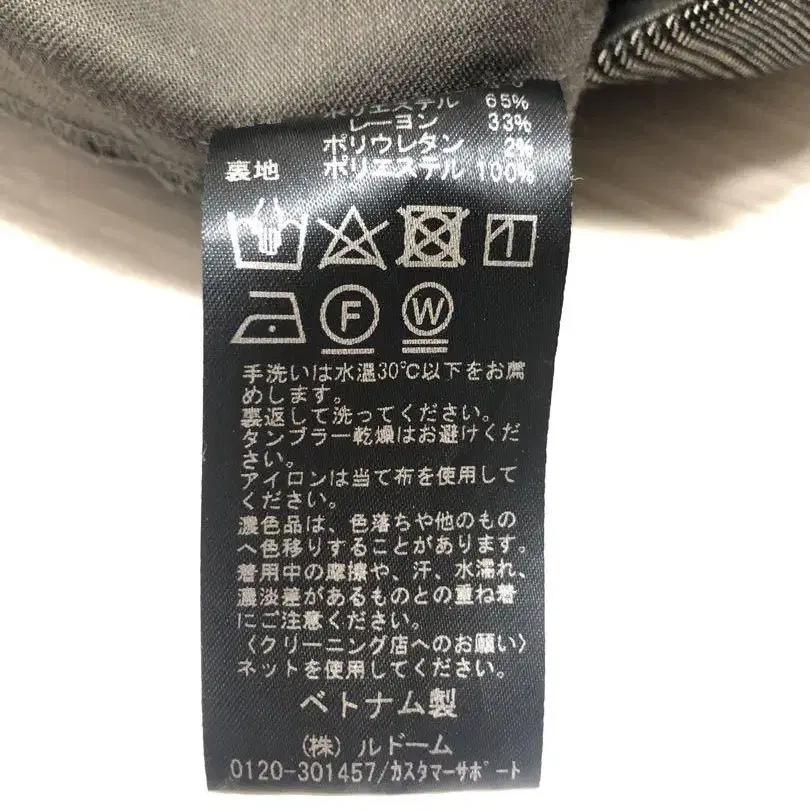 ポリエステル 65%
レーヨン 33%
ポリウレタン 2%
裏地 ポリエステル 100%
F
W
手洗いは水温30℃以下をお薦
めします。
裏返して洗ってください。
タンブラー乾燥はお避けくだ
さい。
アイロンは当て布を使用して
ください。
濃色品は、色落ちや他のもの
へ色移りすることがあります。
着用中の摩擦や、汗、水濡れ、
濃淡差があるものとの重ね着
にご注意ください。
〈クリーニング店へのお願い〉
ネットを使用してください。
ベトナム製
(株)ルドーム
0120-301457/カスタマーサポート